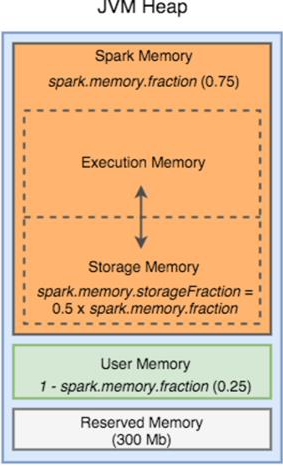 JVM Heap
Spark Memory
spark.memory.fraction (0.75)
Execution Memory
Storage Memory
spark.memory.storageFraction =
0.5 x spark.memory.fraction
User Memory
1 - spark.memory.fraction (0.25)
Reserved Memory
(300 Mb)